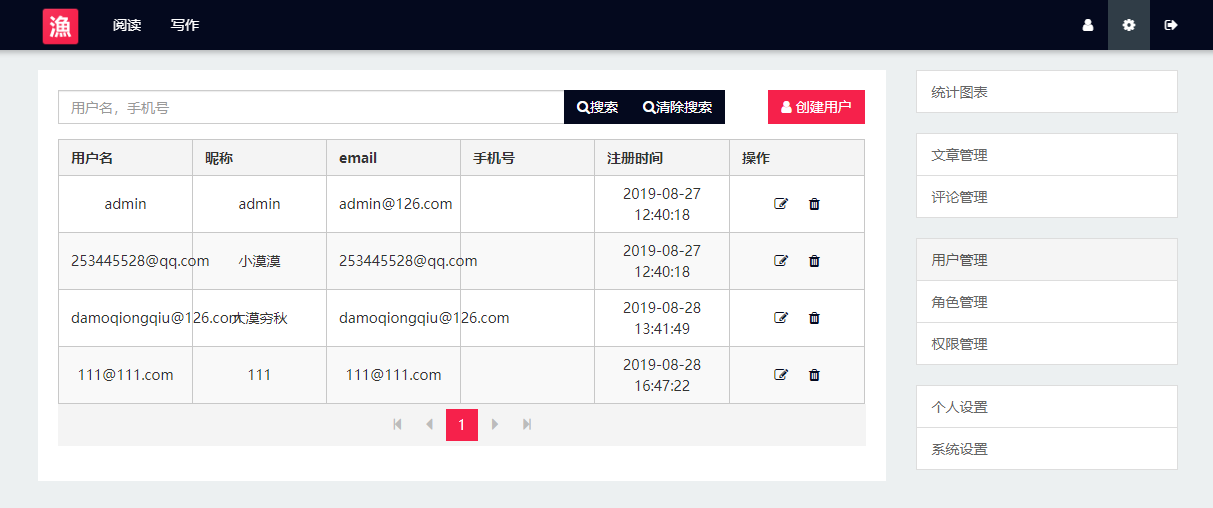 漁 阅读 写作
用户名，手机号 搜索 清除搜索 创建用户
用户名 昵称 email 手机号 注册时间 操作
admin admin admin@126.com 2019-08-27
12:40:18
253445528@qq.com 小漠漠 253445528@qq.com 2019-08-27
12:40:18
damoqiongqiu@126.com 大漠穷秋 damoqiongqiu@126.com 2019-08-28
13:41:49
111@111.com 111 111@111.com 2019-08-28
16:47:22
1
统计图表
文章管理
评论管理
用户管理
角色管理
权限管理
个人设置
系统设置